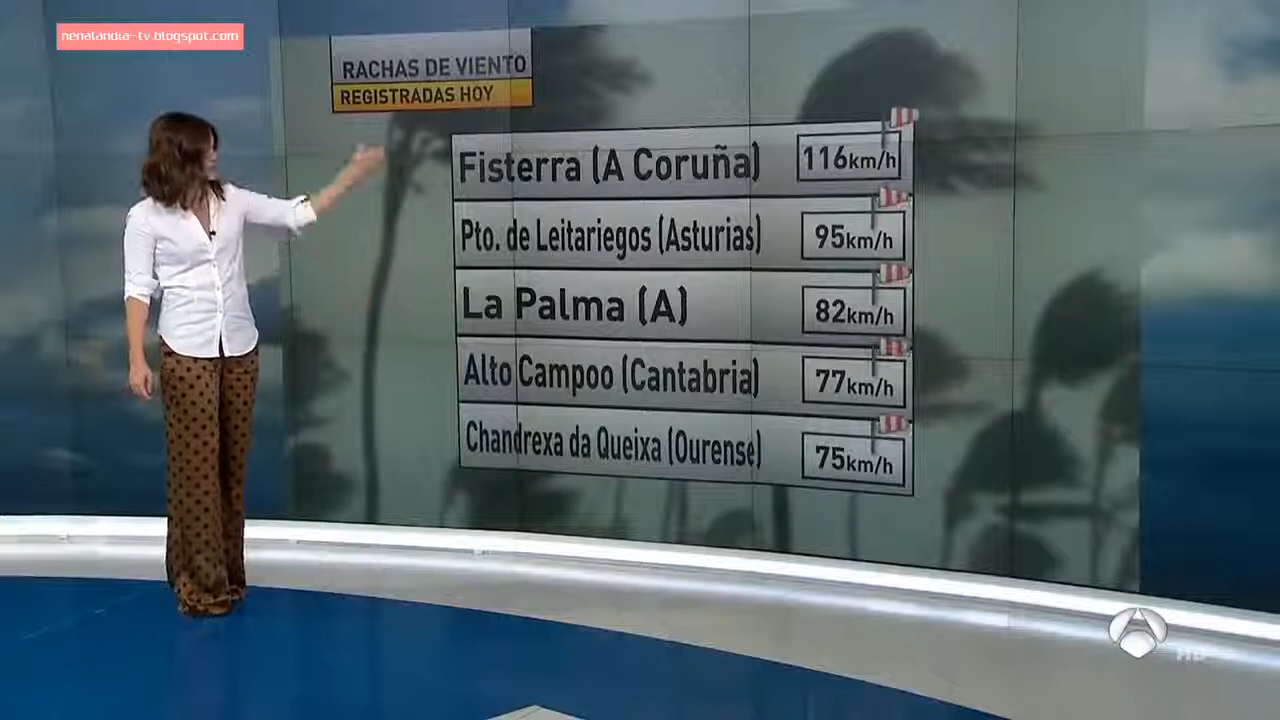 nenalandia-tv.blogspot.com
RACHAS DE VIENTO
REGISTRADAS HOY
Fisterra (A Coruña) 116km/h
Pto. de Leitariegos (Asturias) 95km/h
La Palma (A) 82km/h
Alto Campoo (Cantabria) 77km/h
Chandrexa da Queixa (Ourense) 75km/h
HD